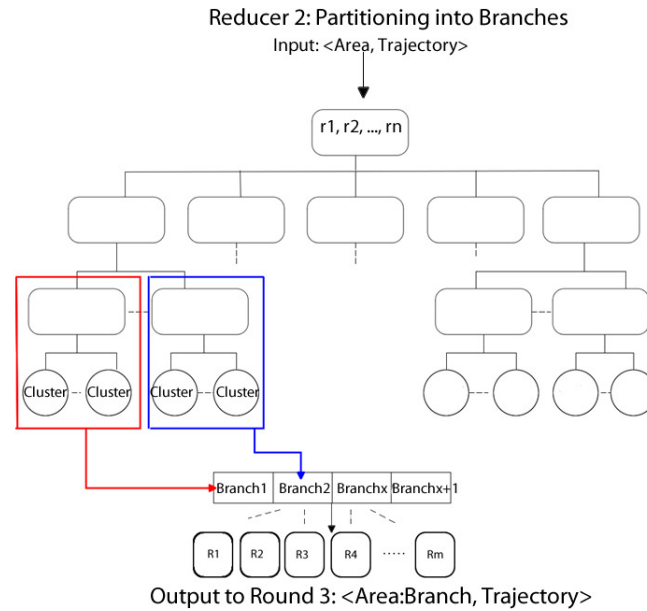 Reducer 2: Partitioning into Branches
Input: <Area, Trajectory>
r1, r2, ..., rn
Cluster Cluster Cluster Cluster
Branch1 Branch2 Branchx Branchx+1
R1 R2 R3 R4 ..... Rm
Output to Round 3: <Area:Branch, Trajectory>